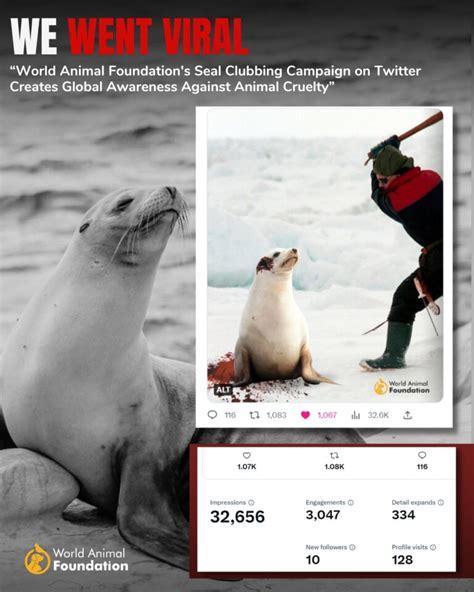 WE WENT VIRAL
“World Animal Foundation's Seal Clubbing Campaign on Twitter
Creates Global Awareness Against Animal Cruelty”
ALT
World Animal
Foundation
116 1,083 1,067 32.6K
1.07K 1.08K 116
Impressions Engagements Detail expands
32,656 3,047 334
New followers Profile visits
10 128
World Animal
Foundation